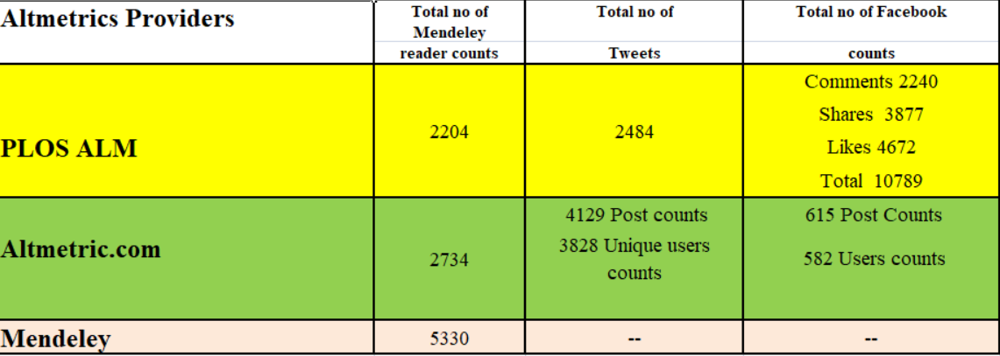 Altmetrics Providers
Total no of
Mendeley
reader counts
Total no of
Tweets
Total no of Facebook
counts
PLOS ALM
2204
2484
Comments 2240
Shares 3877
Likes 4672
Total 10789
Altmetric.com
2734
4129 Post counts
3828 Unique users
counts
615 Post Counts
582 Users counts
Mendeley
5330
--
--